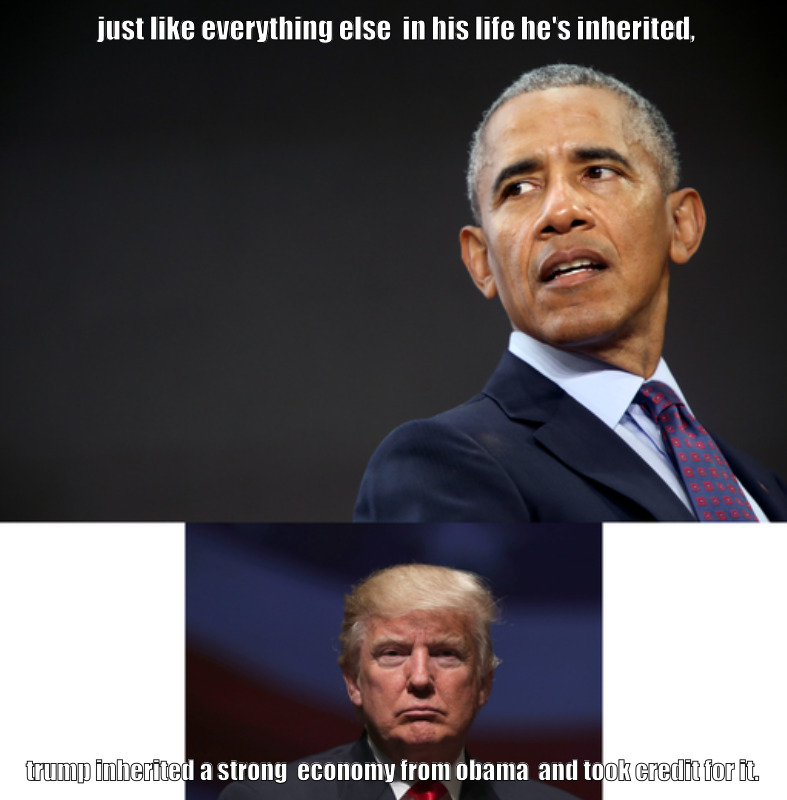 just like everything else in his life he's inherited,
trump inherited a strong economy from obama and took credit for it.